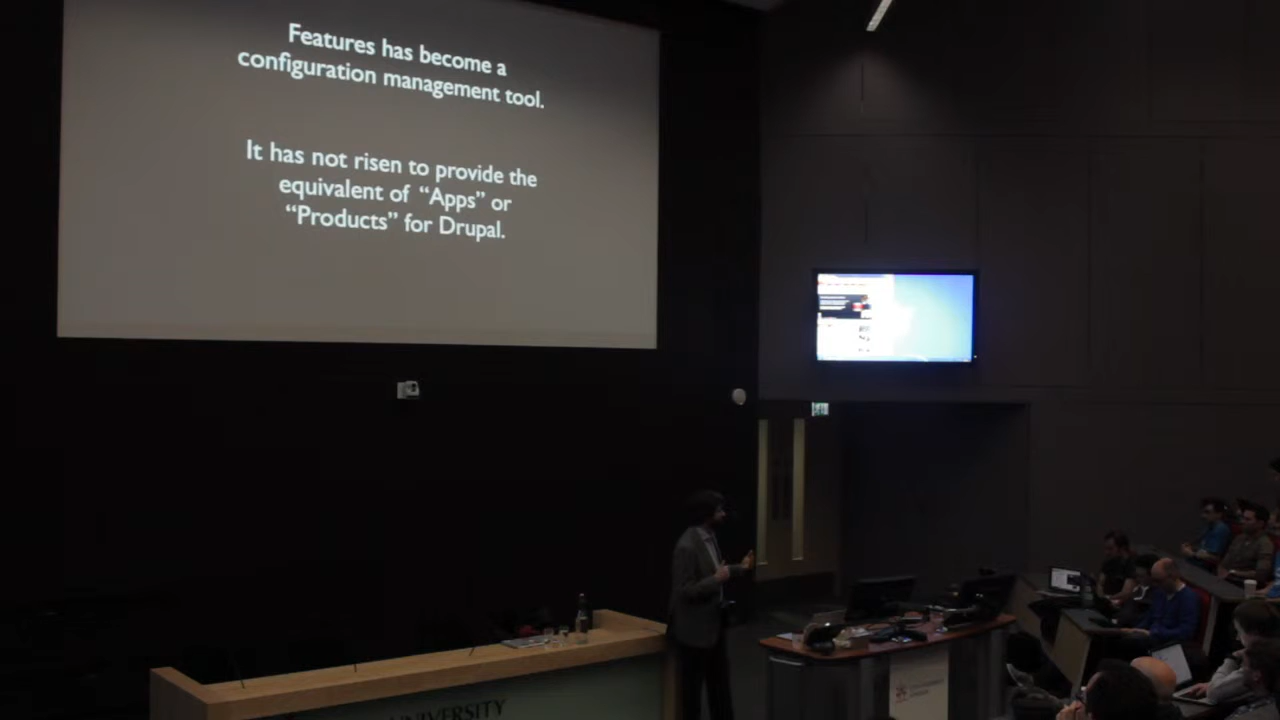 Features has become a
configuration management tool.
It has not risen to provide the
equivalent of “Apps” or
“Products” for Drupal.
UNIVERSITY